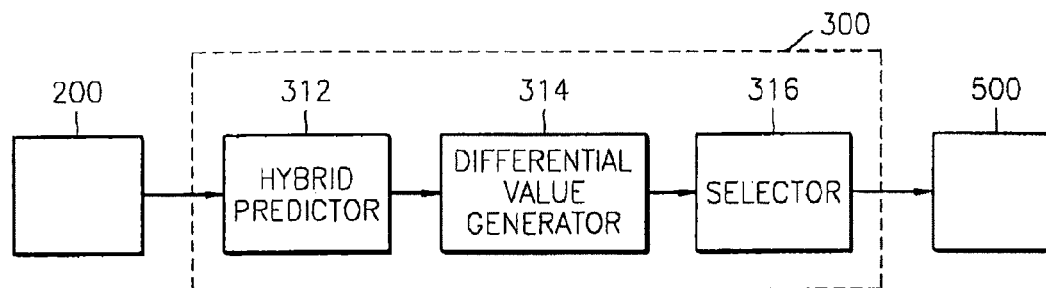 300
200
312
314
316
500
HYBRID
PREDICTOR
DIFFERENTIAL
VALUE
GENERATOR
SELECTOR